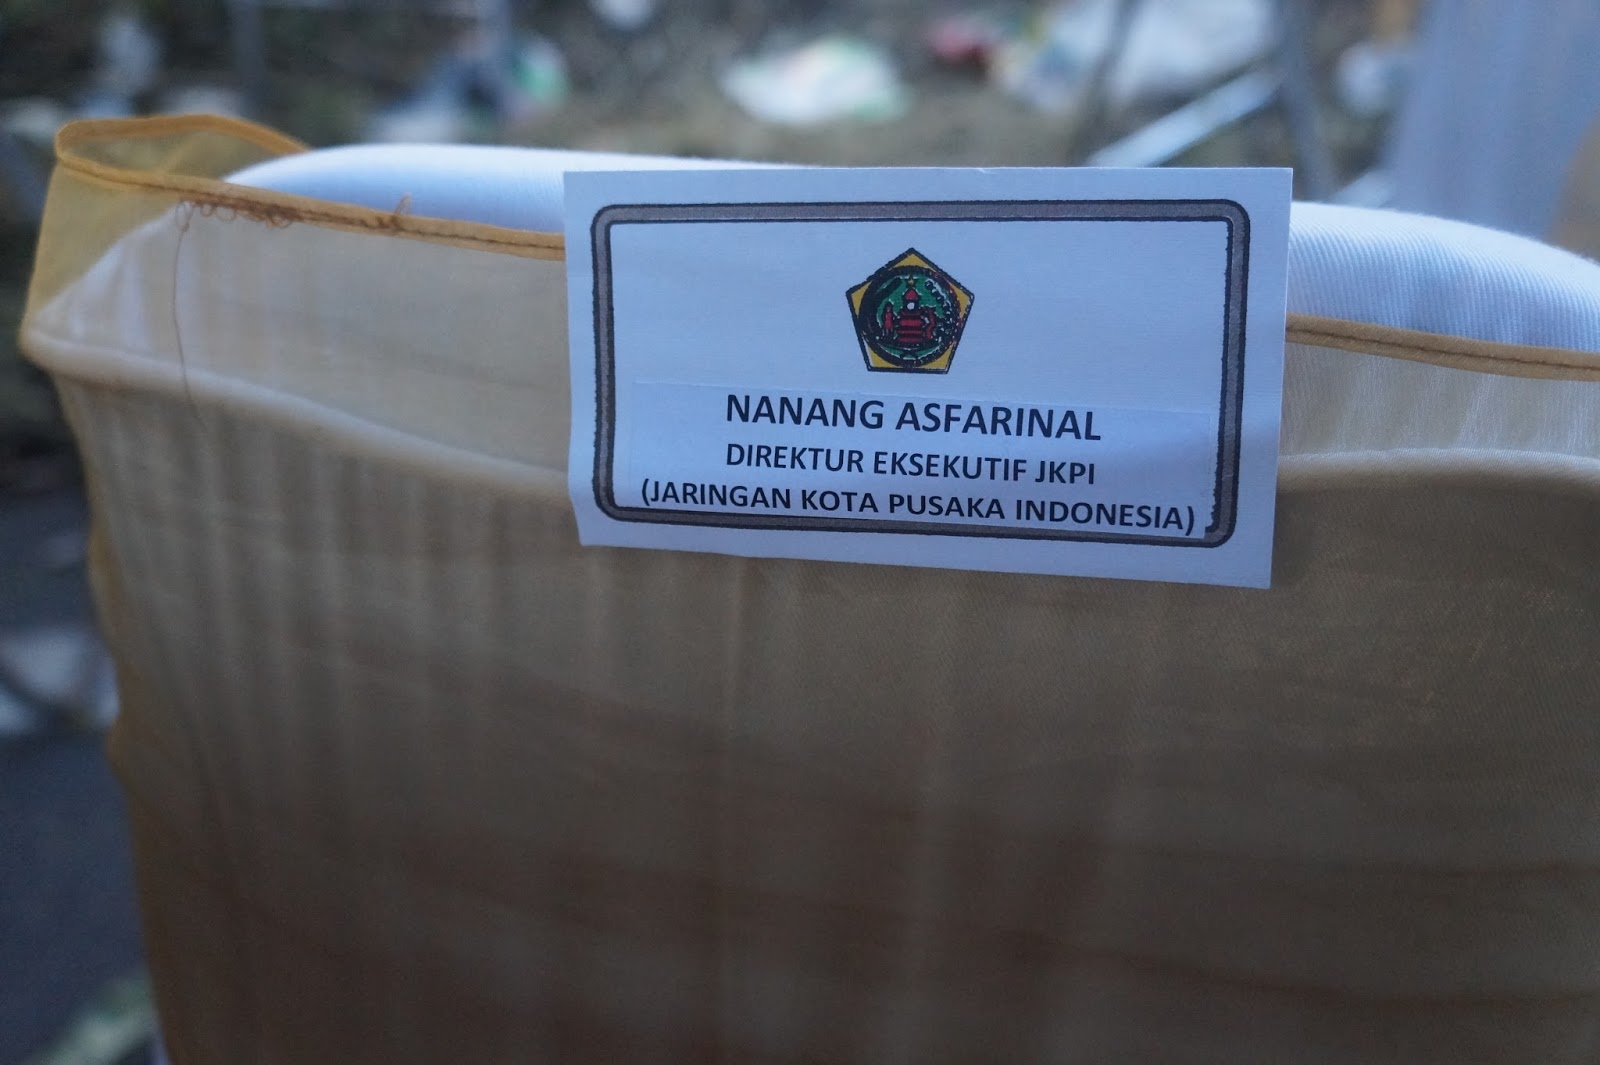 NANANG ASFARINAL
DIREKTUR EKSEKUTIF JKPI
(JARINGAN KOTA PUSAKA INDONESIA)